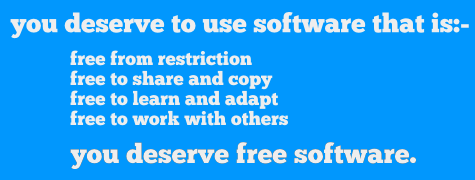 you deserve to use software that is:-
free from restriction
free to share and copy
free to learn and adapt
free to work with others
you deserve free software.